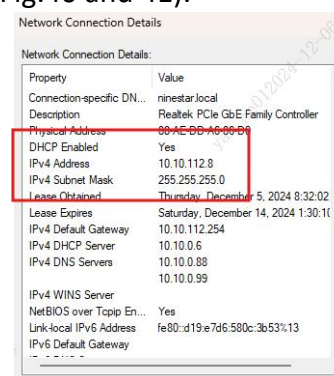 Fig. 40 and 41).
Network Connection Details
Network Connection Details:
Property Value
Connection-specific DN... ninestar.local
Description Realtek PCIe GbE Family Controller
Physical Address
DHCP Enabled Yes
IPv4 Address 10.10.112.8
IPv4 Subnet Mask 255.255.255.0
Lease Obtained Thursday, December 5, 2024 8:32:02
Lease Expires Saturday, December 14, 2024 1:30:10
IPv4 Default Gateway 10.10.112.254
IPv4 DHCP Server 10.10.0.6
IPv4 DNS Servers 10.10.0.88
10.10.0.99
IPv4 WINS Server
NetBIOS over Tcpip En... Yes
Link-local IPv6 Address fe80::d19:e7d6:580c:3b53%13
IPv6 Default Gateway